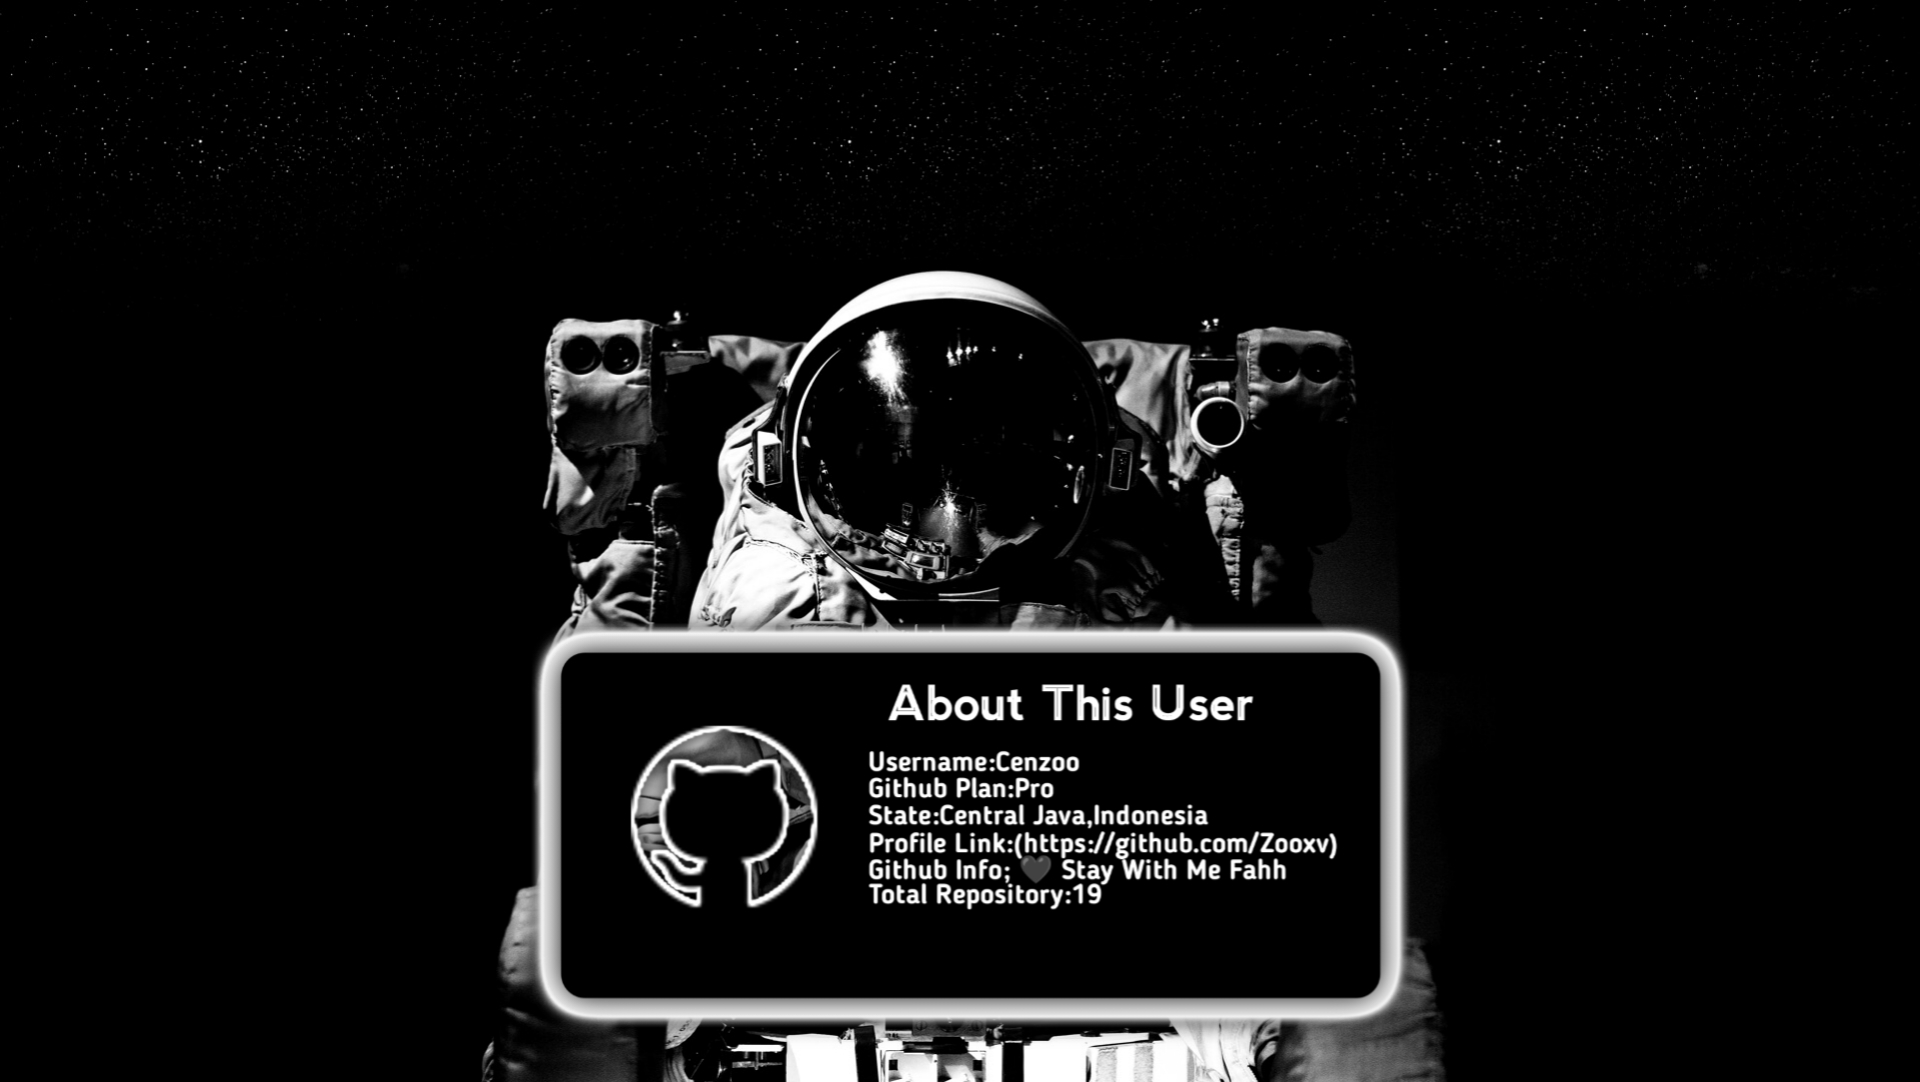 About This User
Username:Cenzoo
Github Plan:Pro
State:Central Java,Indonesia
Profile Link:(https://github.com/Zooxv)
Github Info; 🖤 Stay With Me Fahh
Total Repository:19